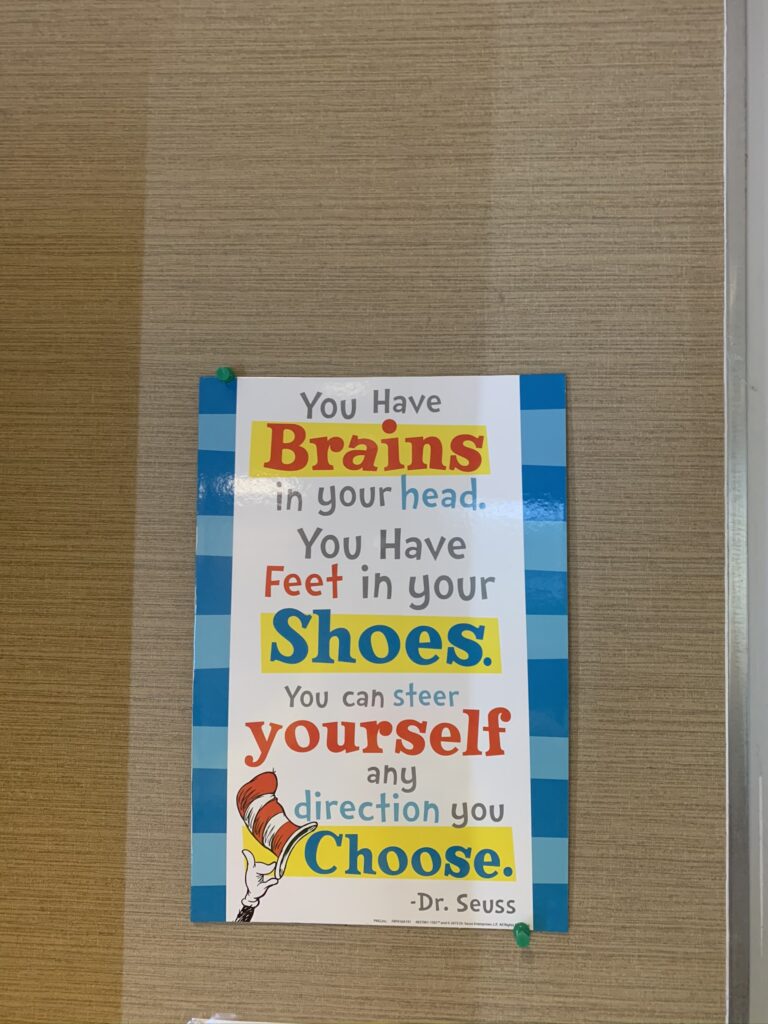 You Have
Brains
in your head.
You Have
Feet in your
Shoes.
You can steer
yourself
any
direction you
Choose.
-Dr. Seuss